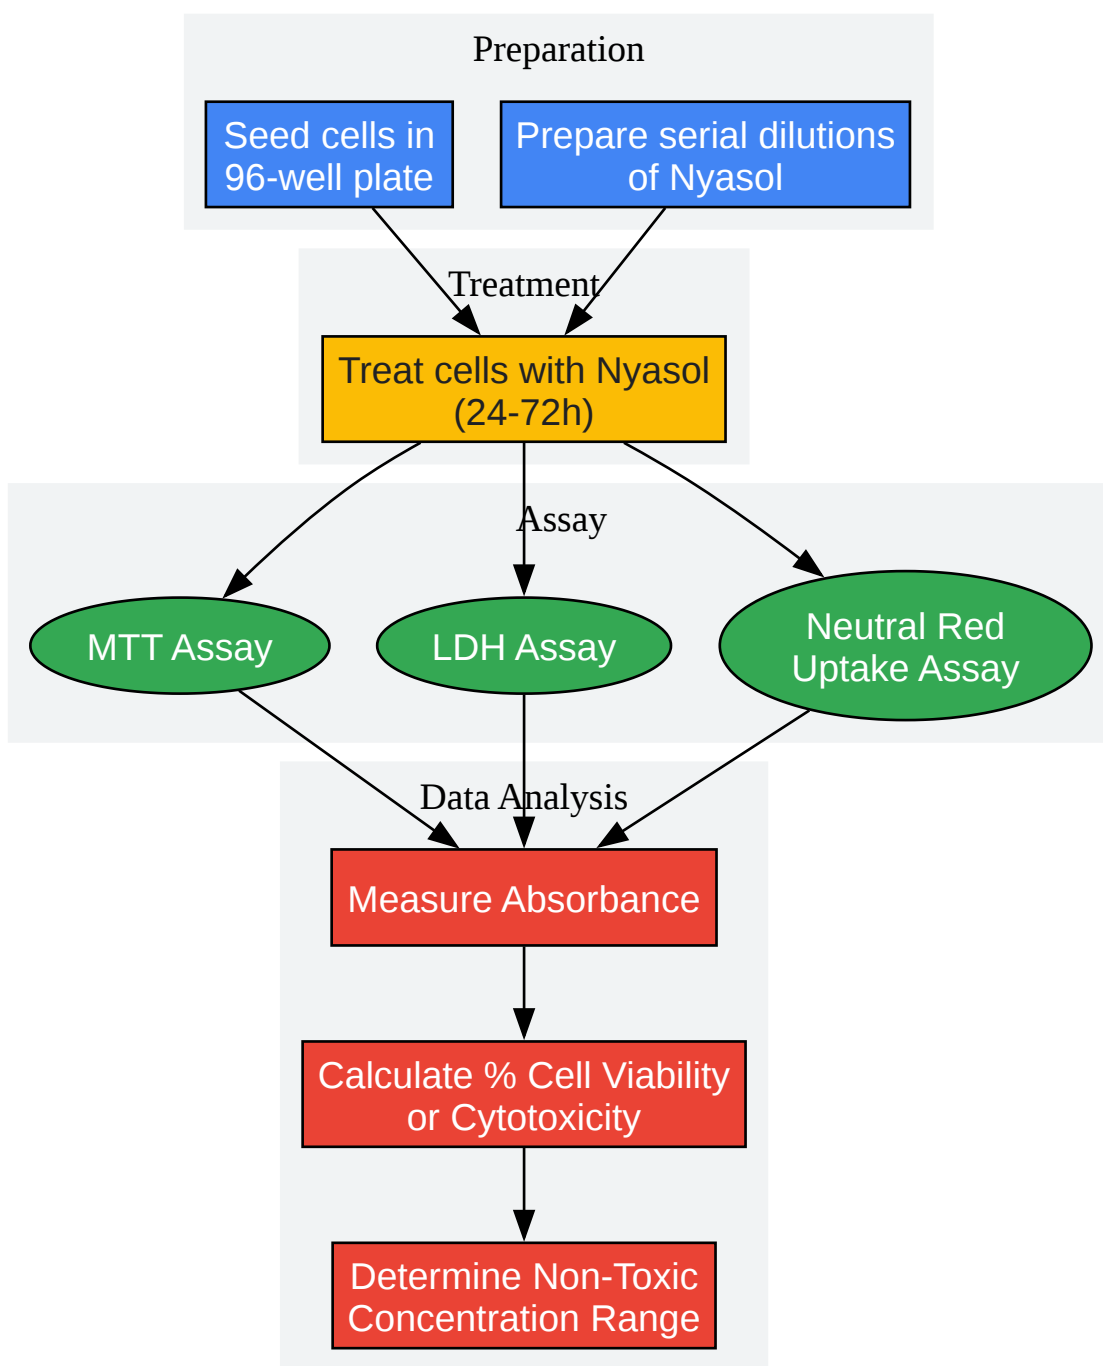 Preparation
Seed cells in
96-well plate
Prepare serial dilutions
of Nyasol
Treatment
Treat cells with Nyasol
(24-72h)
Assay
MTT Assay
LDH Assay
Neutral Red
Uptake Assay
Data Analysis
Measure Absorbance
Calculate % Cell Viability
or Cytotoxicity
Determine Non-Toxic
Concentration Range